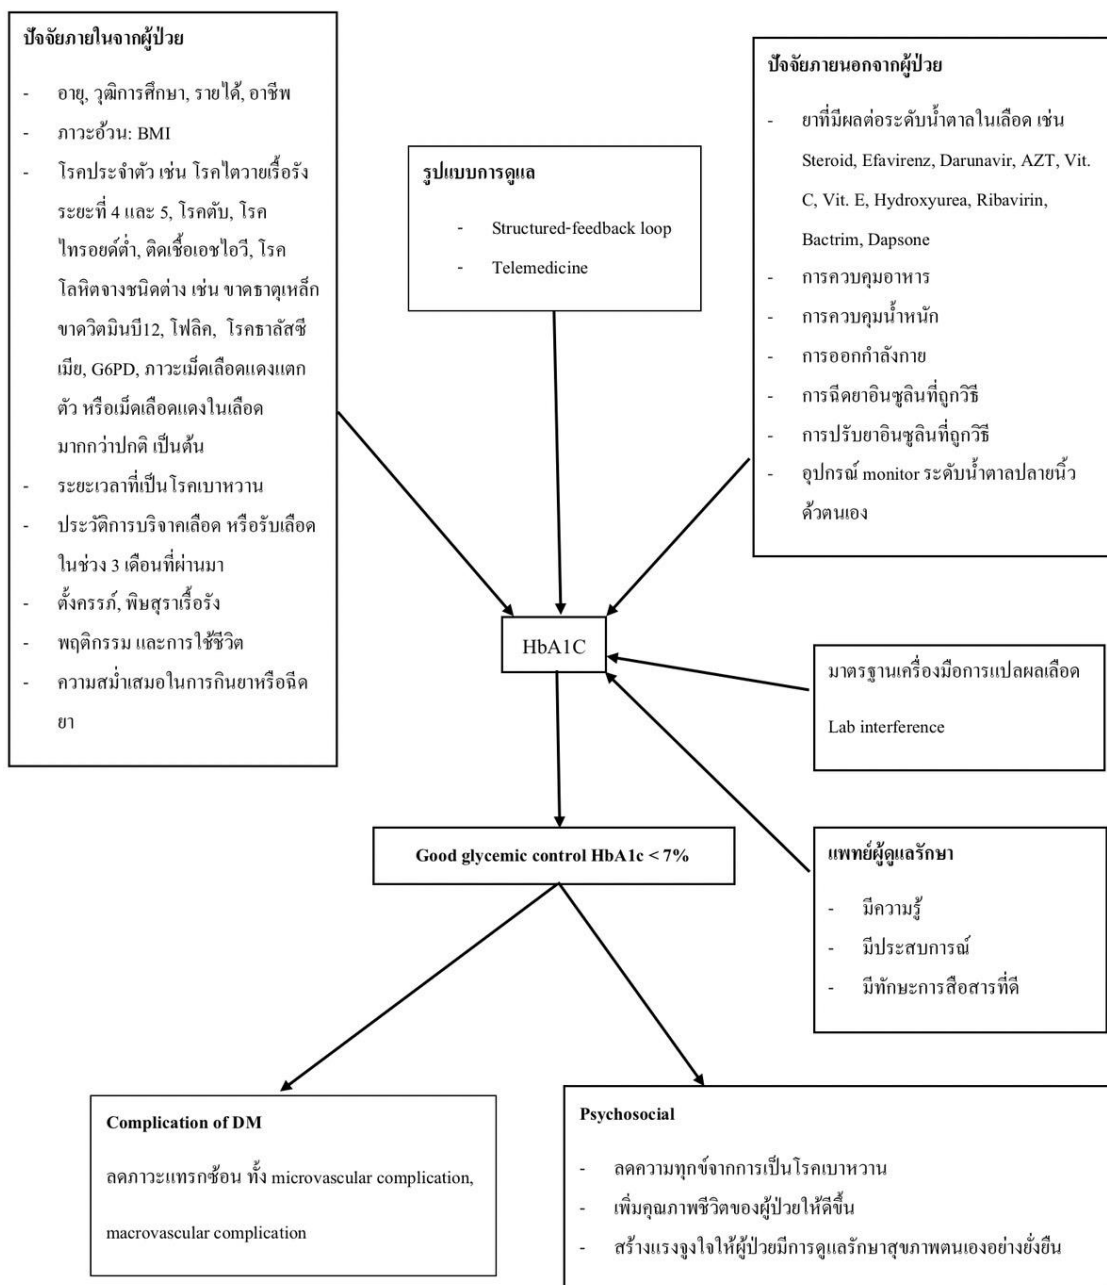 ปัจจัยภายในจากผู้ป่วย
- อายุ, วุฒิการศึกษา, รายได้, อาชีพ
- ภาวะอ้วน: BMI
- โรคประจำตัว เช่น โรคไตวายเรื้อรัง
ระยะที่ 4 และ 5, โรคตับ, โรค
ไทรอยด์ต่ำ, ติดเชื้อเอชไอวี, โรค
โลหิตจางชนิดต่าง เช่น ขาดธาตุเหล็ก
ขาดวิตมินบี12, โฟลิค, โรคธาลัสซี
เมีย, G6PD, ภาวะเม็ดเลือดแดงแตก
ตัว หรือเม็ดเลือดแดงในเลือด
มากกว่าปกติ เป็นต้น
- ระยะเวลาที่เป็นโรคเบาหวาน
- ประวัติการบริจาคเลือด หรือรับเลือด
ในช่วง 3 เดือนที่ผ่านมา
- ตั้งครรภ์, พิษสุราเรื้อรัง
- พฤติกรรม และการใช้ชีวิต
- ความสม่ำเสมอในการกินยาหรือฉีด
ยา
รูปแบบการดูแล
- Structured-feedback loop
- Telemedicine
ปัจจัยภายนอกจากผู้ป่วย
- ยาที่มีผลต่อระดับน้ำตาลในเลือด เช่น
Steroid, Efavirenz, Darunavir, AZT, Vit.
C, Vit. E, Hydroxyurea, Ribavirin,
Bactrim, Dapsone
- การควบคุมอาหาร
- การควบคุมน้ำหนัก
- การออกกำลังกาย
- การฉีดยาอินซูลินที่ถูกวิธี
- การปรับยาอินซูลินที่ถูกวิธี
- อุปกรณ์ monitor ระดับน้ำตาลปลายนิ้ว
ด้วตนเอง
HbA1C
มาตรฐานเครื่องมือการแปลผลเลือด
Lab interference
Good glycemic control HbA1c < 7%
แพทย์ผู้ดูแลรักษา
- มีความรู้
- มีประสบการณ์
- มีทักษะการสือสารที่ดี
Complication of DM
ลดภาวะแทรกซ้อน ทั้ง microvascular complication,
macrovascular complication
Psychosocial
- ลดความทุกข์จากการเป็นโรคเบาหวาน
- เพิ่มคุณภาพชีวิตของผู้ป่วยให้ดีขึ้น
- สร้างแรงจูงใจให้ผู้ป่วยมีการดูแลรักษาสุขภาพตนเองอย่างยั่งยืน